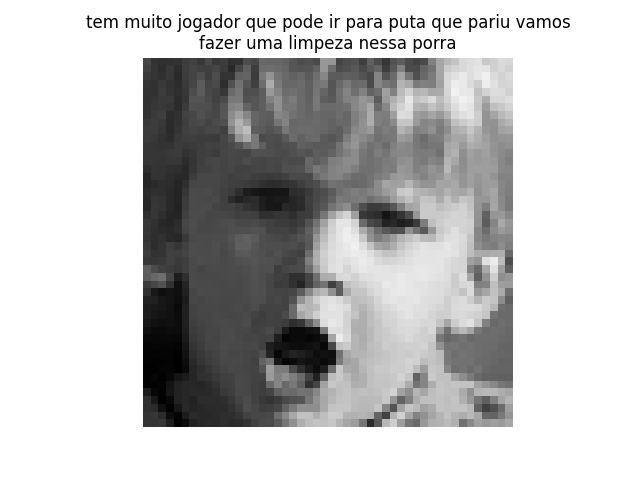 tem muito jogador que pode ir para puta que pariu vamos
fazer uma limpeza nessa porra